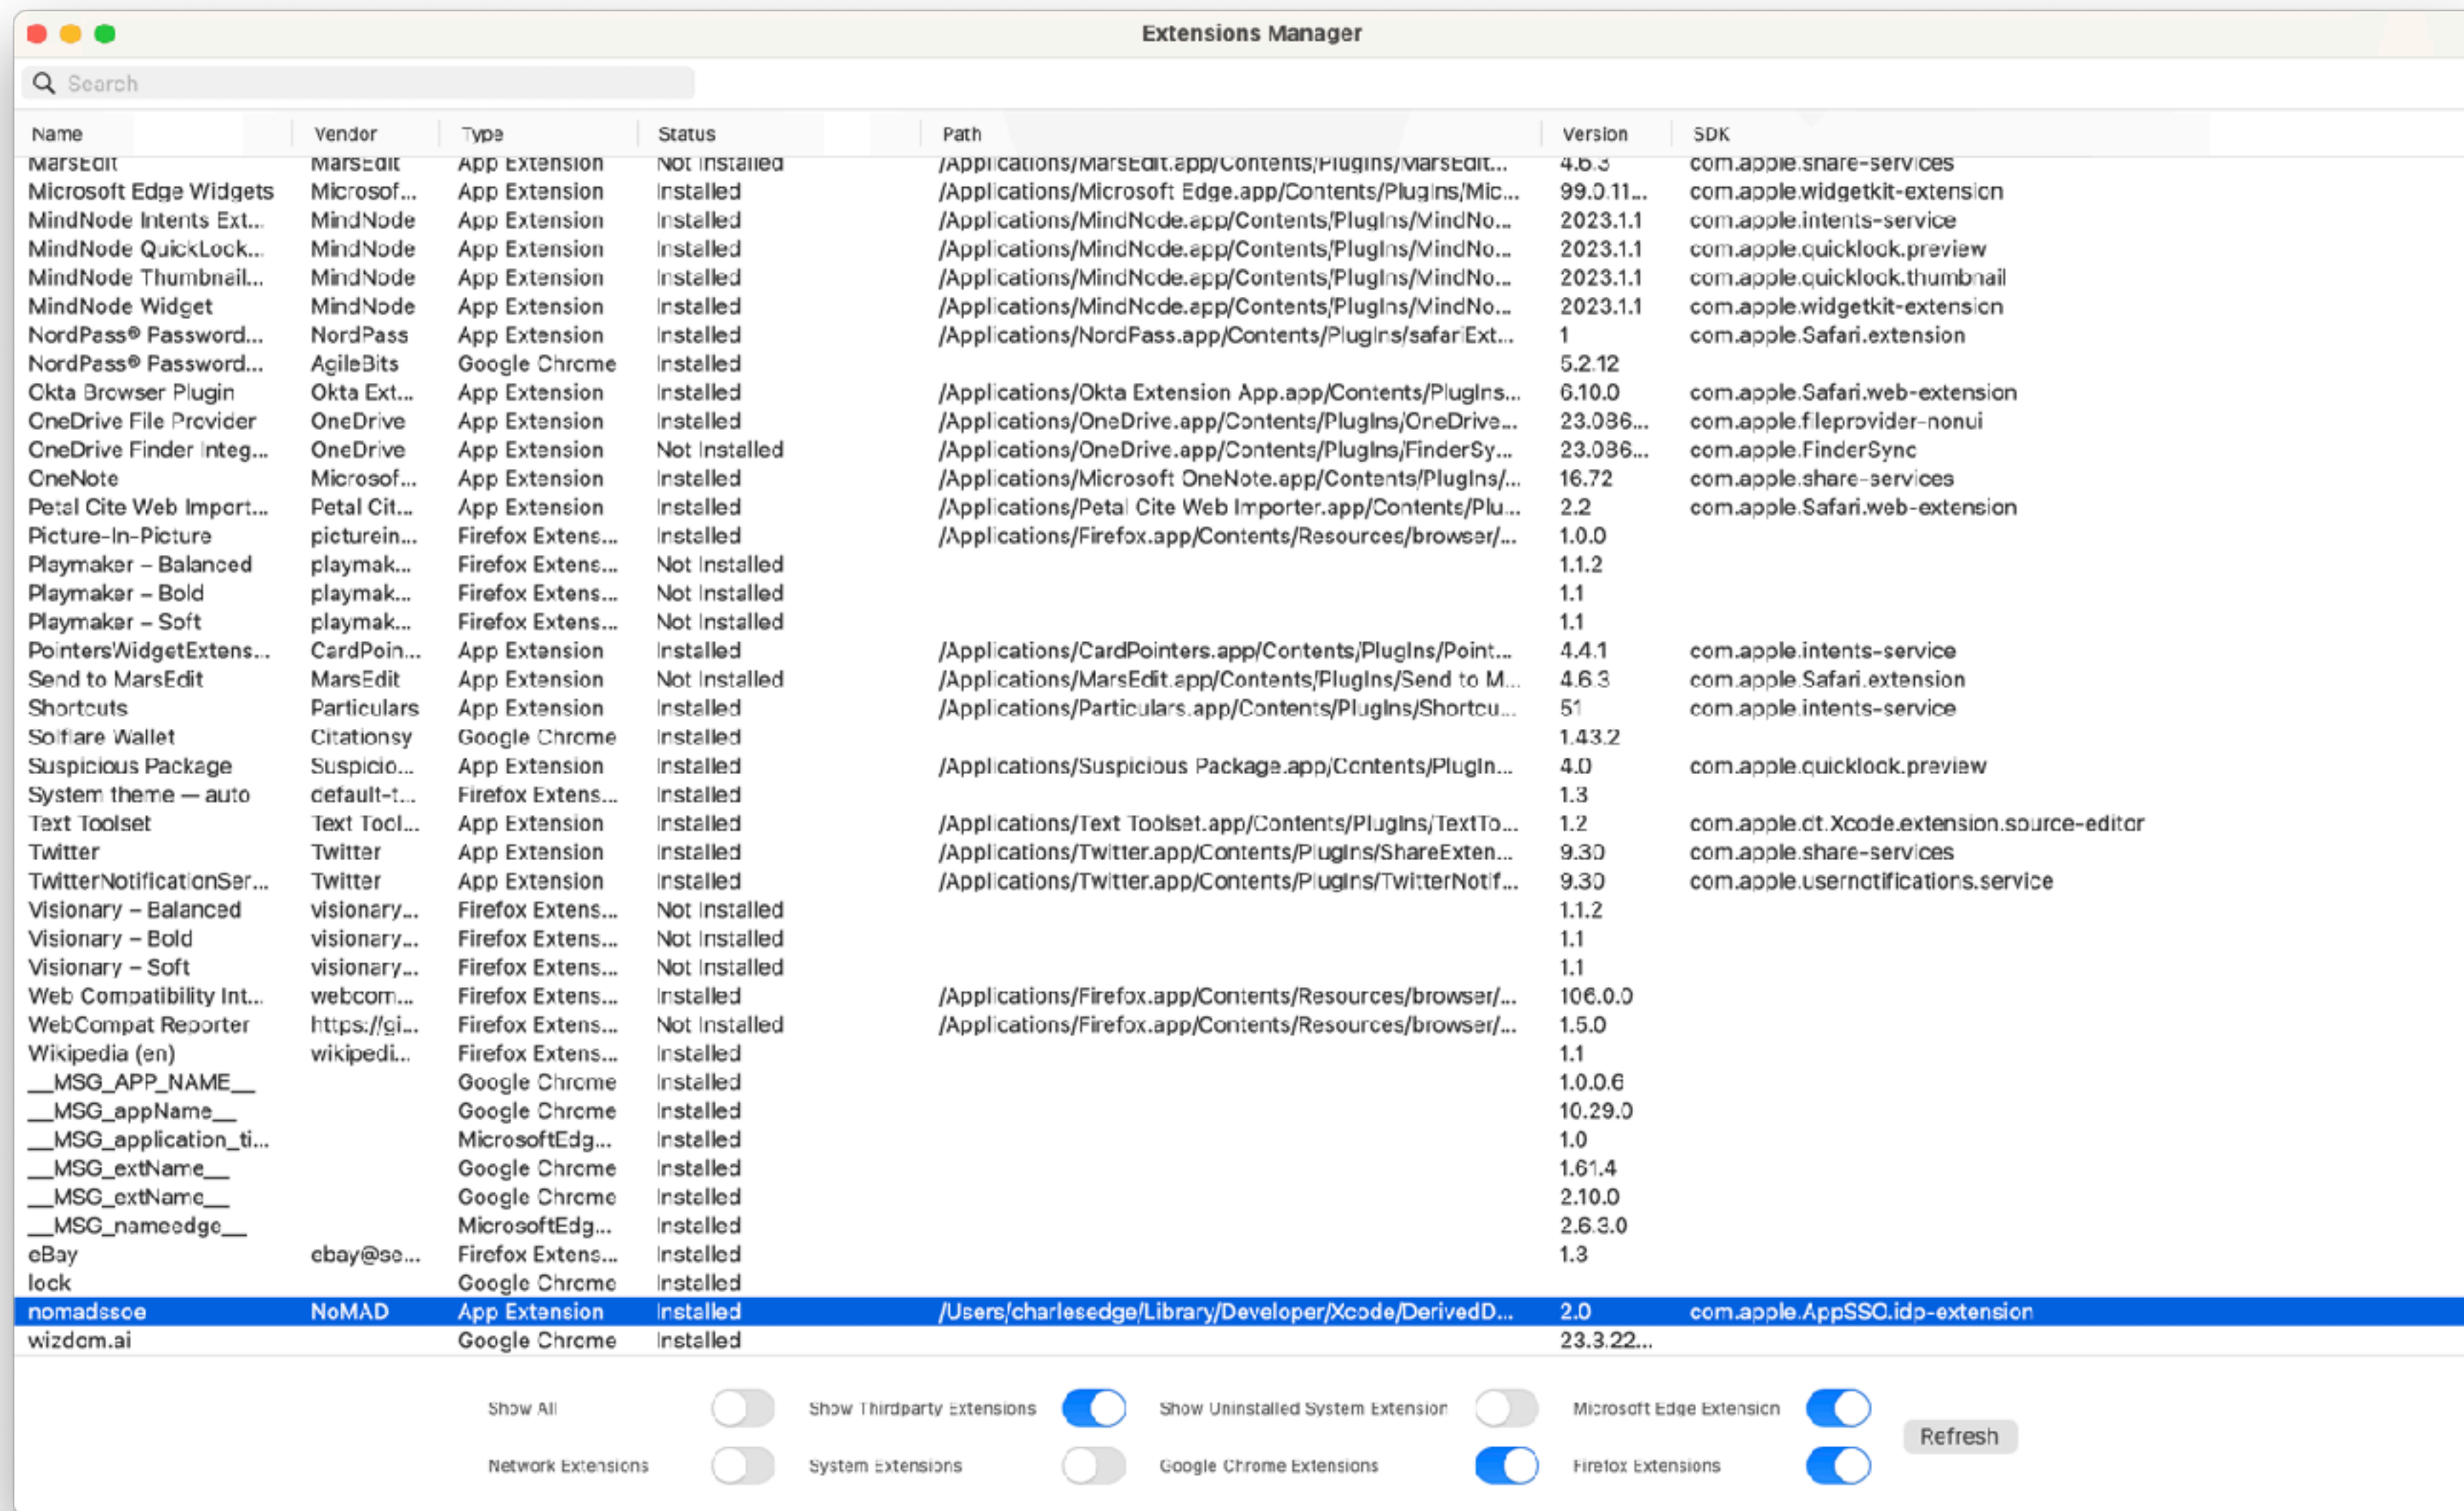 Extensions Manager
Search
Name Vendor Type Status Path Version SDK
MarsEdit MarsEdit App Extension Not Installed /Applications/MarsEdit.app/Contents/PlugIns/MarsEdit... 4.6.3 com.apple.share-services
Microsoft Edge Widgets Microsof... App Extension Installed /Applications/Microsoft Edge.app/Contents/PlugIns/Mic... 99.0.11... com.apple.widgetkit-extension
MindNode Intents Ext... MindNode App Extension Installed /Applications/MindNode.app/Contents/PlugIns/MindNo... 2023.1.1 com.apple.intents-service
MindNode QuickLook... MindNode App Extension Installed /Applications/MindNode.app/Contents/PlugIns/MindNo... 2023.1.1 com.apple.quicklook.preview
MindNode Thumbnail... MindNode App Extension Installed /Applications/MindNode.app/Contents/PlugIns/MindNo... 2023.1.1 com.apple.quicklook.thumbnail
MindNode Widget MindNode App Extension Installed /Applications/MindNode.app/Contents/PlugIns/MindNo... 2023.1.1 com.apple.widgetkit-extension
NordPass® Password... NordPass App Extension Installed /Applications/NordPass.app/Contents/PlugIns/safariExt... 1 com.apple.Safari.extension
NordPass® Password... AgileBits Google Chrome Installed 5.2.12
Okta Browser Plugin Okta Ext... App Extension Installed /Applications/Okta Extension App.app/Contents/PlugIns... 6.10.0 com.apple.Safari.web-extension
OneDrive File Provider OneDrive App Extension Installed /Applications/OneDrive.app/Contents/PlugIns/OneDrive... 23.086... com.apple.fileprovider-nonui
OneDrive Finder Integ... OneDrive App Extension Not Installed /Applications/OneDrive.app/Contents/PlugIns/FinderSy... 23.086... com.apple.FinderSync
OneNote Microsof... App Extension Installed /Applications/Microsoft OneNote.app/Contents/PlugIns/... 16.72 com.apple.share-services
Petal Cite Web Import... Petal Cit... App Extension Installed /Applications/Petal Cite Web Importer.app/Contents/Plu... 2.2 com.apple.Safari.web-extension
Picture-In-Picture picturein... Firefox Extens... Installed /Applications/Firefox.app/Contents/Resources/browser/... 1.0.0
Playmaker – Balanced playmak... Firefox Extens... Not Installed 1.1.2
Playmaker – Bold playmak... Firefox Extens... Not Installed 1.1
Playmaker – Soft playmak... Firefox Extens... Not Installed 1.1
PointersWidgetExtens... CardPoin... App Extension Installed /Applications/CardPointers.app/Contents/PlugIns/Point... 4.4.1 com.apple.intents-service
Send to MarsEdit MarsEdit App Extension Not Installed /Applications/MarsEdit.app/Contents/PlugIns/Send to M... 4.6.3 com.apple.Safari.extension
Shortcuts Particulars App Extension Installed /Applications/Particulars.app/Contents/PlugIns/Shortcu... 51 com.apple.intents-service
Solflare Wallet Citationsy Google Chrome Installed 1.43.2
Suspicious Package Suspicio... App Extension Installed /Applications/Suspicious Package.app/Contents/PlugIn... 4.0 com.apple.quicklook.preview
System theme — auto default-t... Firefox Extens... Installed 1.3
Text Toolset Text Tool... App Extension Installed /Applications/Text Toolset.app/Contents/PlugIns/TextTo... 1.2 com.apple.dt.Xcode.extension.source-editor
Twitter Twitter App Extension Installed /Applications/Twitter.app/Contents/PlugIns/ShareExten... 9.30 com.apple.share-services
TwitterNotificationSer... Twitter App Extension Installed /Applications/Twitter.app/Contents/PlugIns/TwitterNotif... 9.30 com.apple.usernotifications.service
Visionary – Balanced visionary... Firefox Extens... Not Installed 1.1.2
Visionary – Bold visionary... Firefox Extens... Not Installed 1.1
Visionary – Soft visionary... Firefox Extens... Not Installed 1.1
Web Compatibility Int... webcom... Firefox Extens... Installed /Applications/Firefox.app/Contents/Resources/browser/... 106.0.0
WebCompat Reporter https://gi... Firefox Extens... Not Installed /Applications/Firefox.app/Contents/Resources/browser/... 1.5.0
Wikipedia (en) wikipedi... Firefox Extens... Installed 1.1
__MSG_APP_NAME__ Google Chrome Installed 1.0.0.6
__MSG_appName__ Google Chrome Installed 10.29.0
__MSG_application_ti... MicrosoftEdg... Installed 1.0
__MSG_extName__ Google Chrome Installed 1.61.4
__MSG_extName__ Google Chrome Installed 2.10.0
__MSG_nameedge__ MicrosoftEdg... Installed 2.6.3.0
eBay ebay@se... Firefox Extens... Installed 1.3
lock Google Chrome Installed
nomadssoe NoMAD App Extension Installed /Users/charlesedge/Library/Developer/Xcode/DerivedD... 2.0 com.apple.AppSSO.idp-extension
wizdom.ai Google Chrome Installed 23.3.22...
Show All Show Thirdparty Extensions Show Uninstalled System Extension Microsoft Edge Extension
Refresh
Network Extensions System Extensions Google Chrome Extensions Firefox Extensions